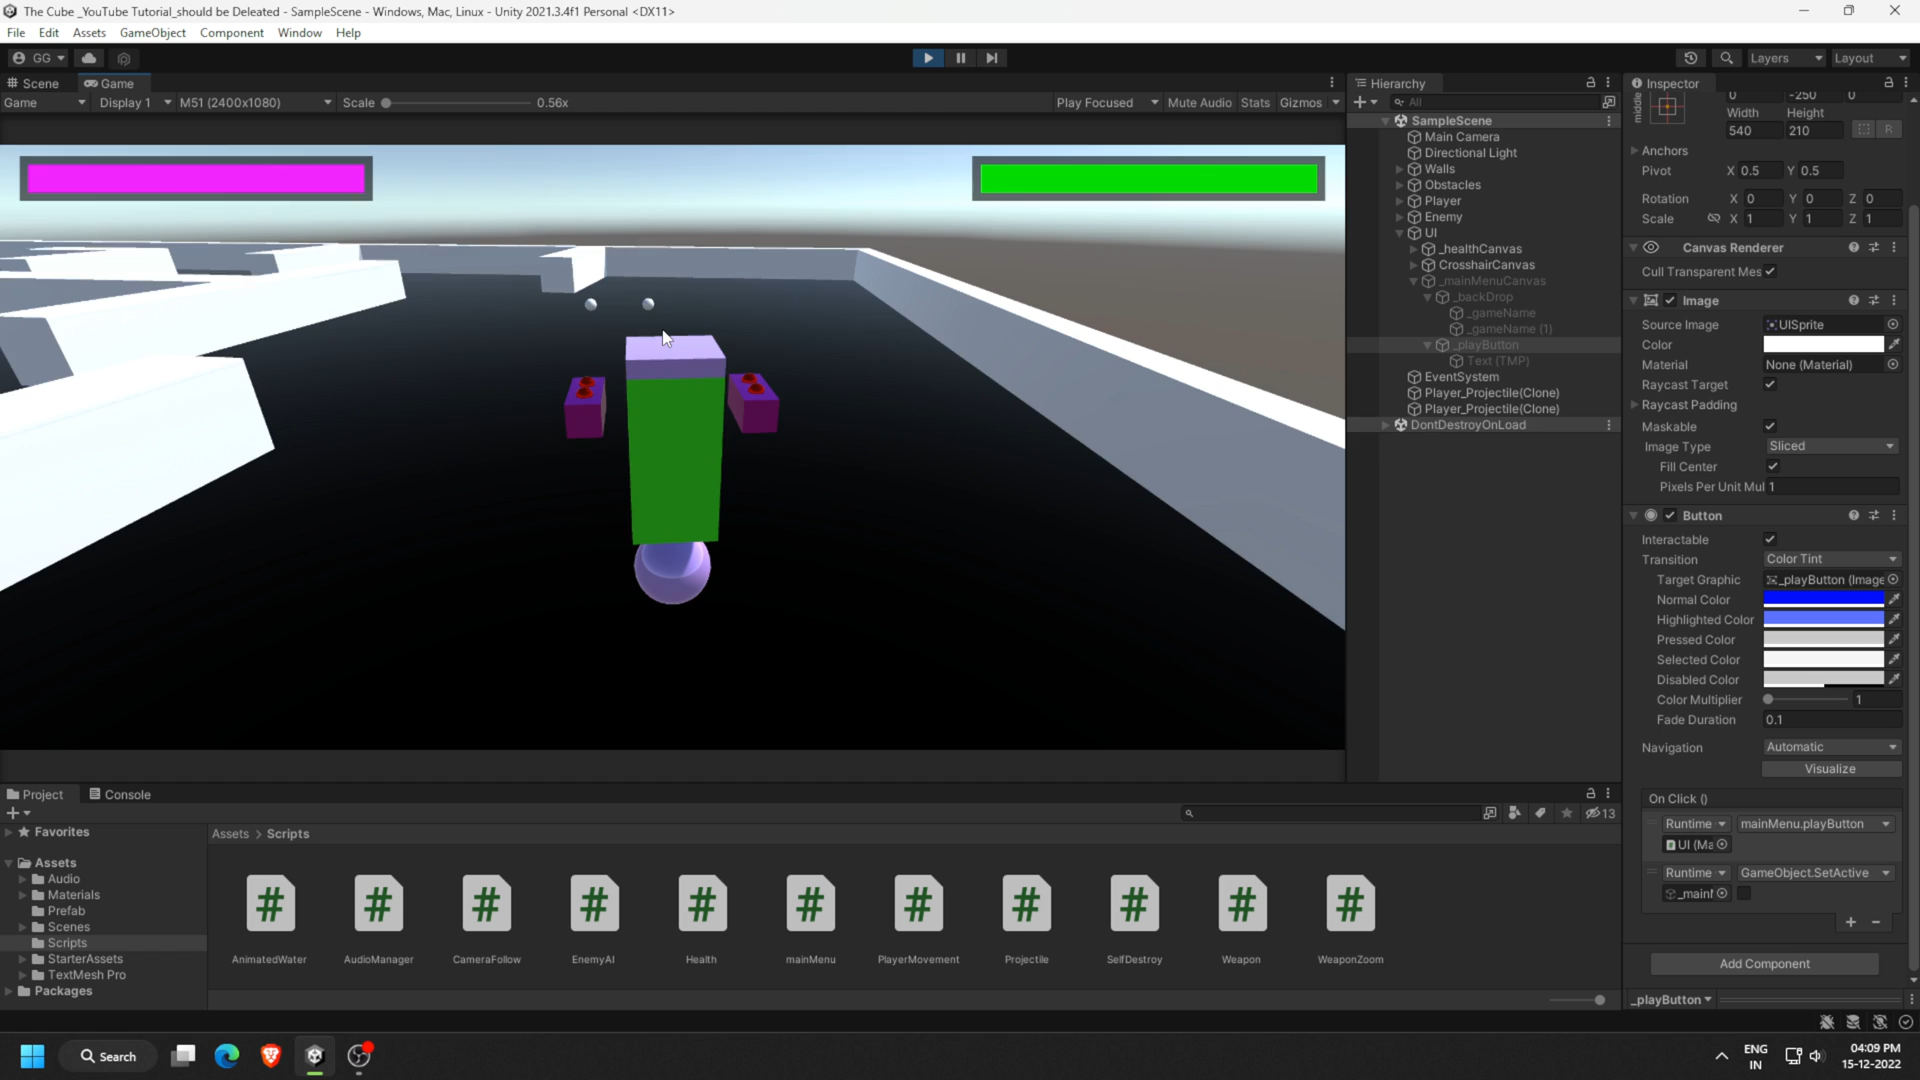 The Cube _YouTube Tutorial_should be Deleated - SampleScene - Windows, Mac, Linux - Unity 2021.3.4f1 Personal <DX11>
File Edit Assets GameObject Component Window Help
GG Layers Layout
Scene Game
Game Display 1 M51 (2400x1080) Scale 0.56x Play Focused Mute Audio Stats Gizmos
Hierarchy
All
SampleScene
Main Camera
Directional Light
Walls
Obstacles
Player
Enemy
UI
_healthCanvas
CrosshairCanvas
_mainMenuCanvas
_backDrop
_gameName
_gameName (1)
_playButton
Text (TMP)
EventSystem
Player_Projectile(Clone)
Player_Projectile(Clone)
DontDestroyOnLoad
Inspector
middle
0 -250 0
Width Height
540 210 R
Anchors
Pivot X 0.5 Y 0.5
Rotation X 0 Y 0 Z 0
Scale X 1 Y 1 Z 1
Canvas Renderer
Cull Transparent Mes
Image
Source Image UISprite
Color
Material None (Material)
Raycast Target
Raycast Padding
Maskable
Image Type Sliced
Fill Center
Pixels Per Unit Mul 1
Button
Interactable
Transition Color Tint
Target Graphic _playButton (Image
Normal Color
Highlighted Color
Pressed Color
Selected Color
Disabled Color
Color Multiplier 1
Fade Duration 0.1
Navigation Automatic
Visualize
On Click ()
Runtime mainMenu.playButton
UI (Ma
Runtime GameObject.SetActive
_mainM
Add Component
_playButton
Project Console
13
Favorites
Assets
Audio
Materials
Prefab
Scenes
Scripts
StarterAssets
TextMesh Pro
Packages
Assets > Scripts
AnimatedWater AudioManager CameraFollow EnemyAI Health mainMenu PlayerMovement Projectile SelfDestroy Weapon WeaponZoom
Search
ENG
IN
04:09 PM
15-12-2022